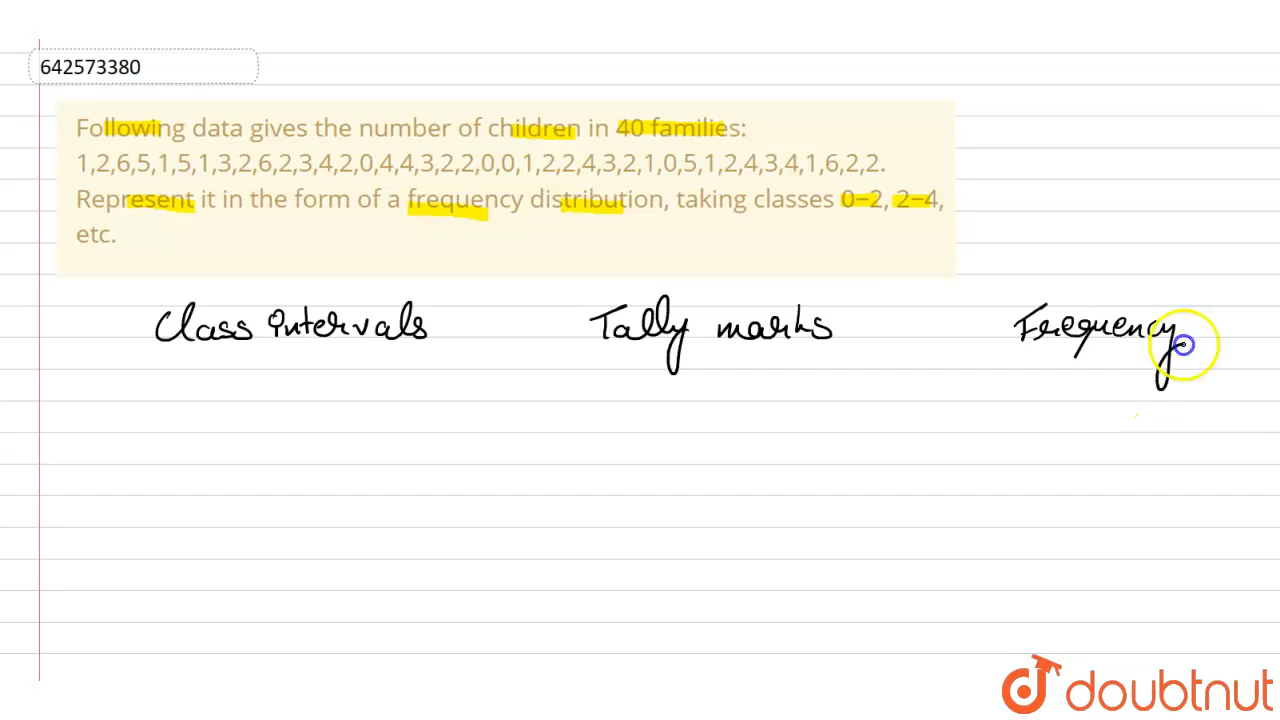 642573380
Following data gives the number of children in 40 families:
1,2,6,5,1,5,1,3,2,6,2,3,4,2,0,4,4,3,2,2,0,0,1,2,2,4,3,2,1,0,5,1,2,4,3,4,1,6,2,2.
Represent it in the form of a frequency distribution, taking classes 0−2, 2−4,
etc.
Class intervals Tally marks Frequency
doubtnut